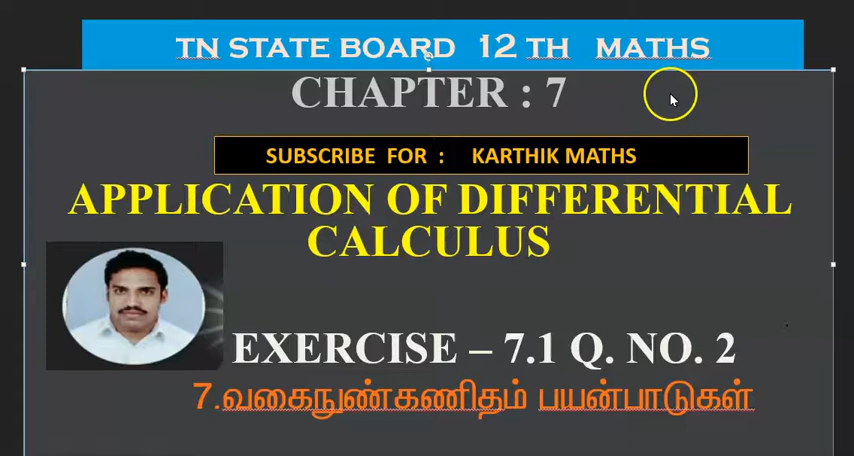 TN STATE BOARD 12 TH MATHS
CHAPTER : 7
SUBSCRIBE FOR : KARTHIK MATHS
APPLICATION OF DIFFERENTIAL
CALCULUS
EXERCISE – 7.1 Q. NO. 2
7.வகைநுண்கணிதம் பயன்பாடுகள்